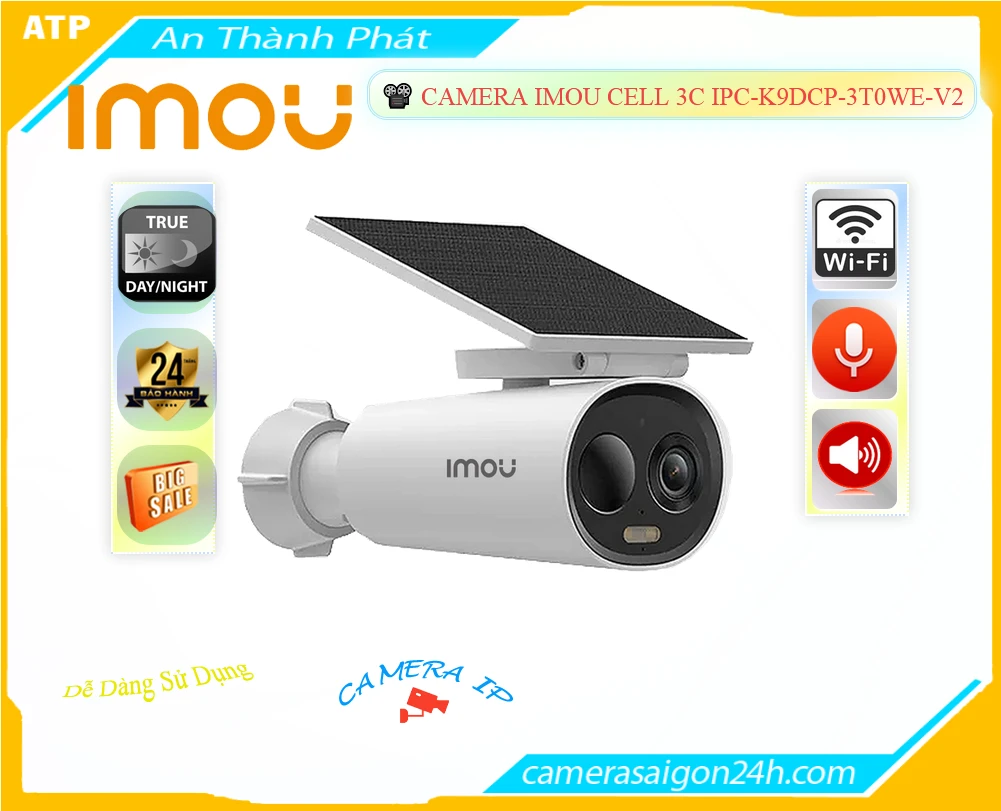 ATP
An Thành Phát
imou
CAMERA IMOU CELL 3C IPC-K9DCP-3T0WE-V2
TRUE
DAY/NIGHT
24 THÁNG
BẢO HÀNH
BIG
SALE
Wi-Fi
imou
Dễ Dàng Sử Dụng
CAMERA IP
camerasaigon24h.com